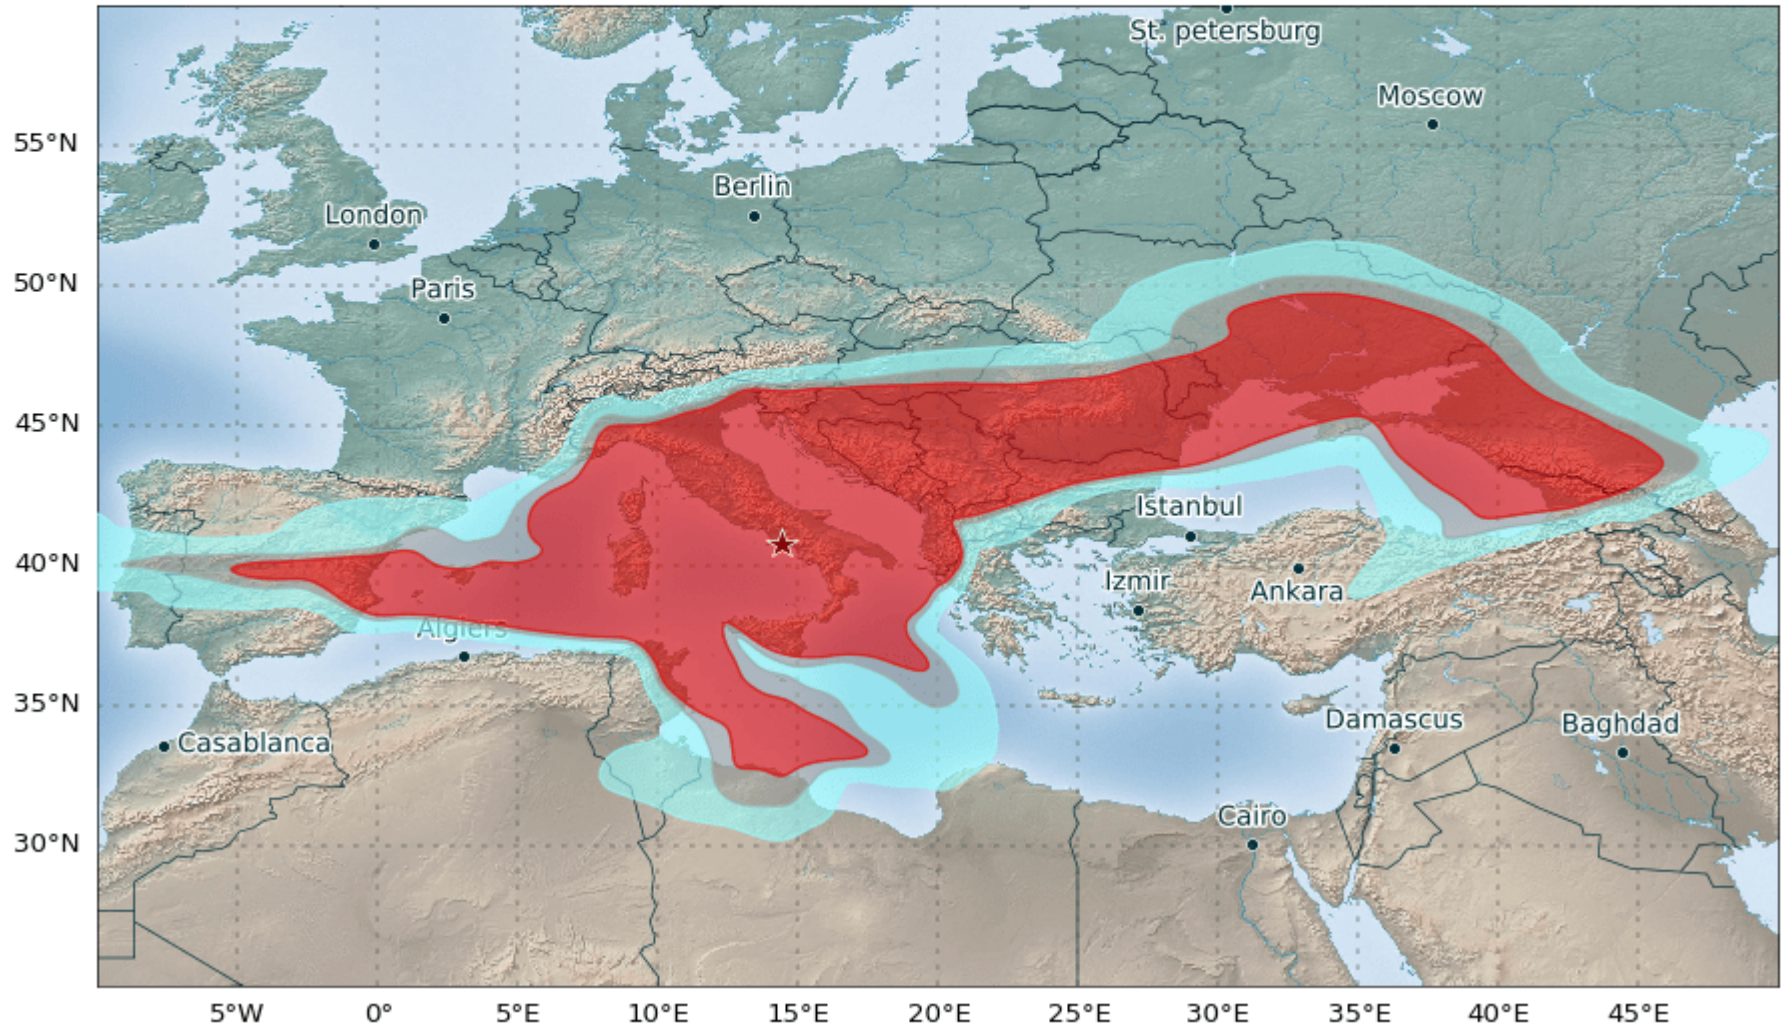 St. petersburg
Moscow
55°N
Berlin
London
50°N
Paris
45°N
Istanbul
40°N
Izmir
Ankara
Algiers
35°N
Casablanca
Damascus
Baghdad
30°N
Cairo
5°W 0° 5°E 10°E 15°E 20°E 25°E 30°E 35°E 40°E 45°E